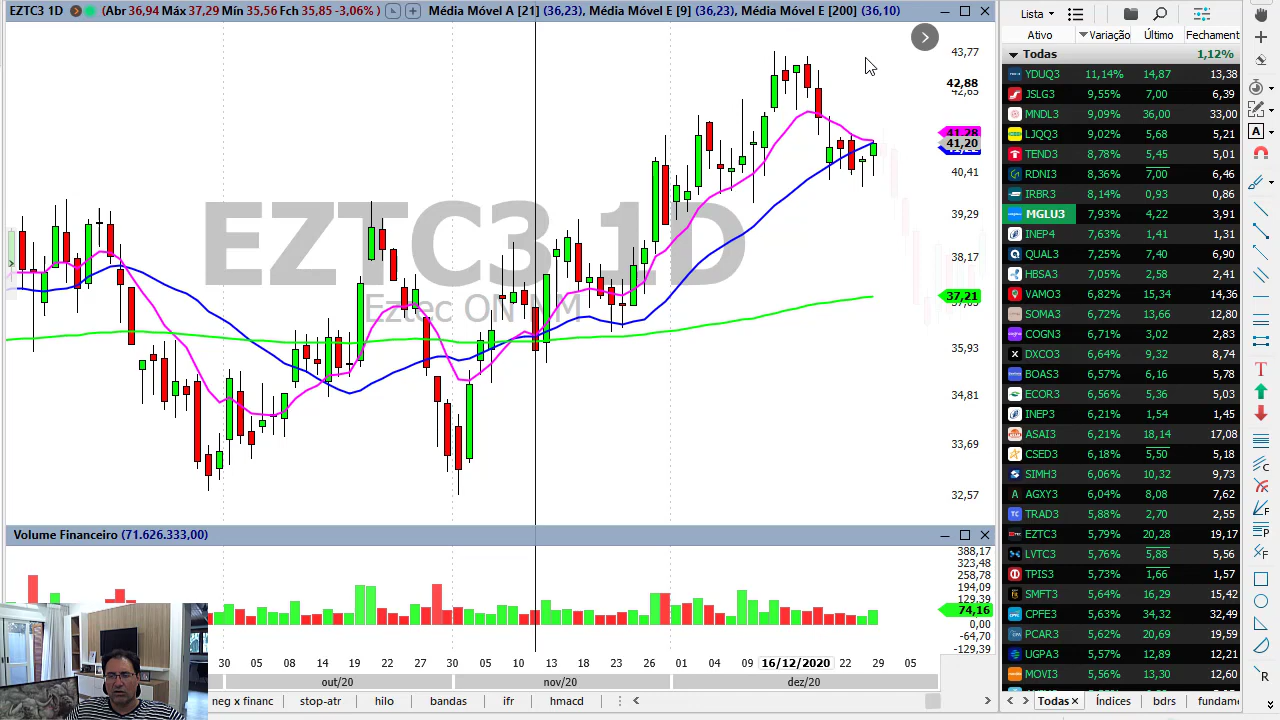 EZTC3 1D (Abr 36,94 Máx 37,29 Mín 35,56 Fch 35,85 -3,06% ) Média Móvel A [21] (36,23), Média Móvel E [9] (36,23), Média Móvel E [200] (36,10)
43,77
42,88
42,65
41,28
41,20
40,41
39,29
38,17
37,21
35,93
34,81
33,69
32,57
EZTC3 1D
Eztec ON NM
Volume Financeiro (71.626.333,00)
388,17
323,48
258,78
194,09
129,39
74,16
0,00
-64,70
-129,39
3 05 08 14 19 22 27 30 05 10 13 18 23 26 01 04 09 16/12/2020 22 29 05
out/20 nov/20 dez/20
neg x financ stop-atr hilo bandas ifr hmacd
Lista
Ativo Variação Último Fechament
Todas 1,12%
YDUQ3 11,14% 14,87 13,38
JSLG3 9,55% 7,00 6,39
MNDL3 9,09% 36,00 33,00
LJQQ3 9,02% 5,68 5,21
TEND3 8,78% 5,45 5,01
RDNI3 8,36% 7,00 6,46
IRBR3 8,14% 0,93 0,86
MGLU3 7,93% 4,22 3,91
INEP4 7,63% 1,41 1,31
QUAL3 7,25% 7,40 6,90
HBSA3 7,05% 2,58 2,41
VAMO3 6,82% 15,34 14,36
SOMA3 6,72% 13,66 12,80
COGN3 6,71% 3,02 2,83
DXCO3 6,64% 9,32 8,74
BOAS3 6,57% 6,16 5,78
ECOR3 6,56% 5,36 5,03
INEP3 6,21% 1,54 1,45
ASAI3 6,21% 18,14 17,08
CSED3 6,18% 5,50 5,18
SIMH3 6,06% 10,32 9,73
AGXY3 6,04% 8,08 7,62
TRAD3 5,88% 2,70 2,55
EZTC3 5,79% 20,28 19,17
LVTC3 5,76% 5,88 5,56
TPIS3 5,73% 1,66 1,57
SMFT3 5,64% 16,29 15,42
CPFE3 5,63% 34,32 32,49
PCAR3 5,62% 20,69 19,59
UGPA3 5,57% 12,89 12,21
MOVI3 5,56% 13,30 12,60
Todas Índices bdrs fundame